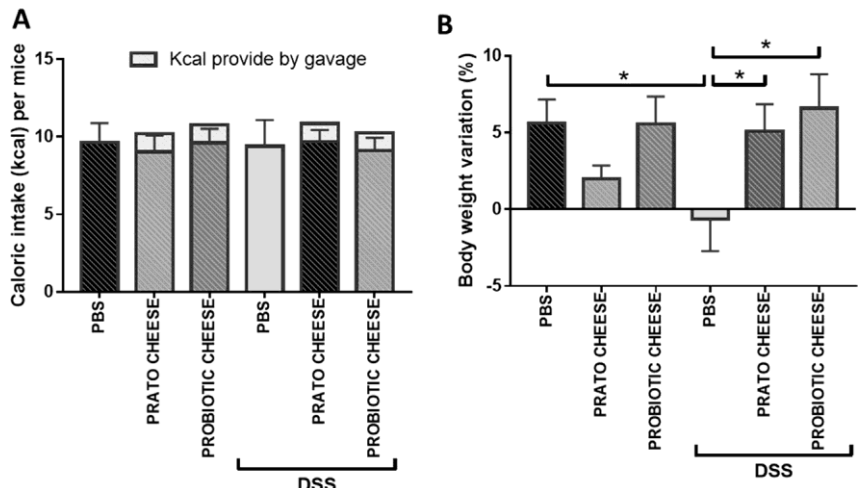 A
Caloric intake (kcal) per mice
15
10
5
0
Kcal provide by gavage
PBS
PRATO CHEESE
PROBIOTIC CHEESE
PBS
PRATO CHEESE
PROBIOTIC CHEESE
DSS
B
Body weight variation (%)
10
5
0
-5
*
*
*
PBS
PRATO CHEESE
PROBIOTIC CHEESE
PBS
PRATO CHEESE
PROBIOTIC CHEESE
DSS